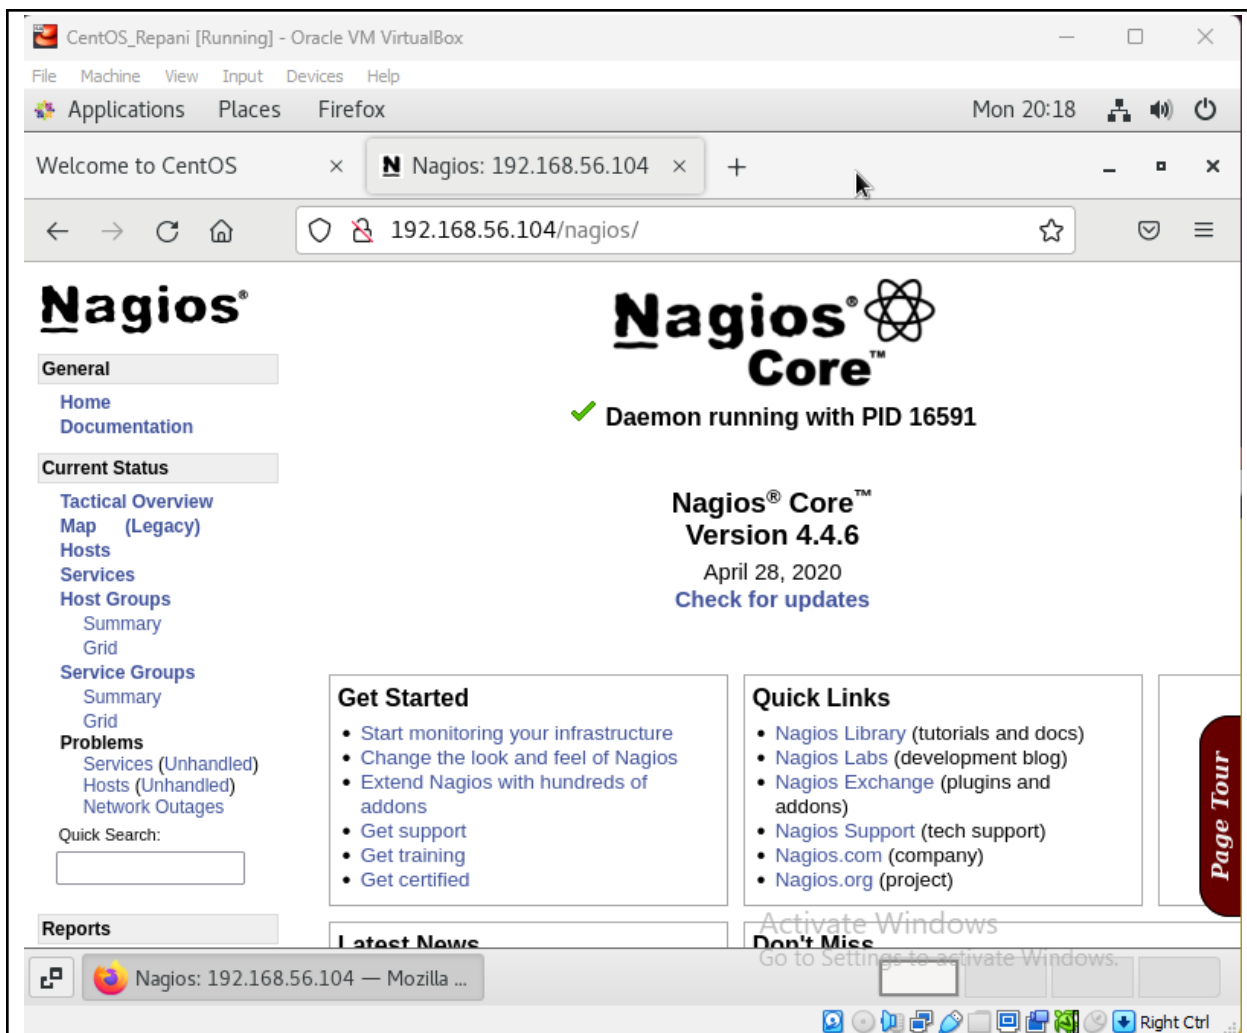 CentOS_Repani [Running] - Oracle VM VirtualBox
File Machine View Input Devices Help
Applications Places Firefox Mon 20:18
Welcome to CentOS × N Nagios: 192.168.56.104 × +
192.168.56.104/nagios/
Nagios®
General
Home
Documentation
Current Status
Tactical Overview
Map (Legacy)
Hosts
Services
Host Groups
Summary
Grid
Service Groups
Summary
Grid
Problems
Services (Unhandled)
Hosts (Unhandled)
Network Outages
Quick Search:
Reports
Nagios®
Core™
Daemon running with PID 16591
Nagios® Core™
Version 4.4.6
April 28, 2020
Check for updates
Get Started
• Start monitoring your infrastructure
• Change the look and feel of Nagios
• Extend Nagios with hundreds of
addons
• Get support
• Get training
• Get certified
Quick Links
• Nagios Library (tutorials and docs)
• Nagios Labs (development blog)
• Nagios Exchange (plugins and
addons)
• Nagios Support (tech support)
• Nagios.com (company)
• Nagios.org (project)
Page Tour
Latest News
Don't Miss
Activate Windows
Go to Settings to activate Windows.
Nagios: 192.168.56.104 — Mozilla ...
Right Ctrl